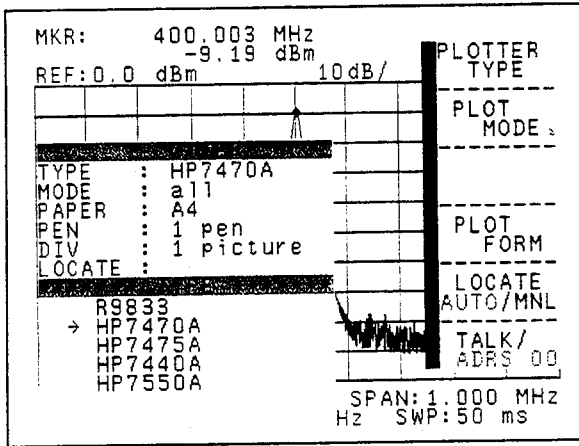 MKR: 400.003 MHz
-9.19 dBm
REF:0.0 dBm 10dB/
PLOTTER
TYPE
PLOT
MODE
TYPE : HP7470A
MODE : all
PAPER : A4
PEN : 1 pen
DIV : 1 picture
LOCATE :
R9833
→ HP7470A
HP7475A
HP7440A
HP7550A
PLOT
FORM
LOCATE
AUTO/MNL
TALK/
ADRS 00
SPAN:1.000 MHz
Hz SWP:50 ms